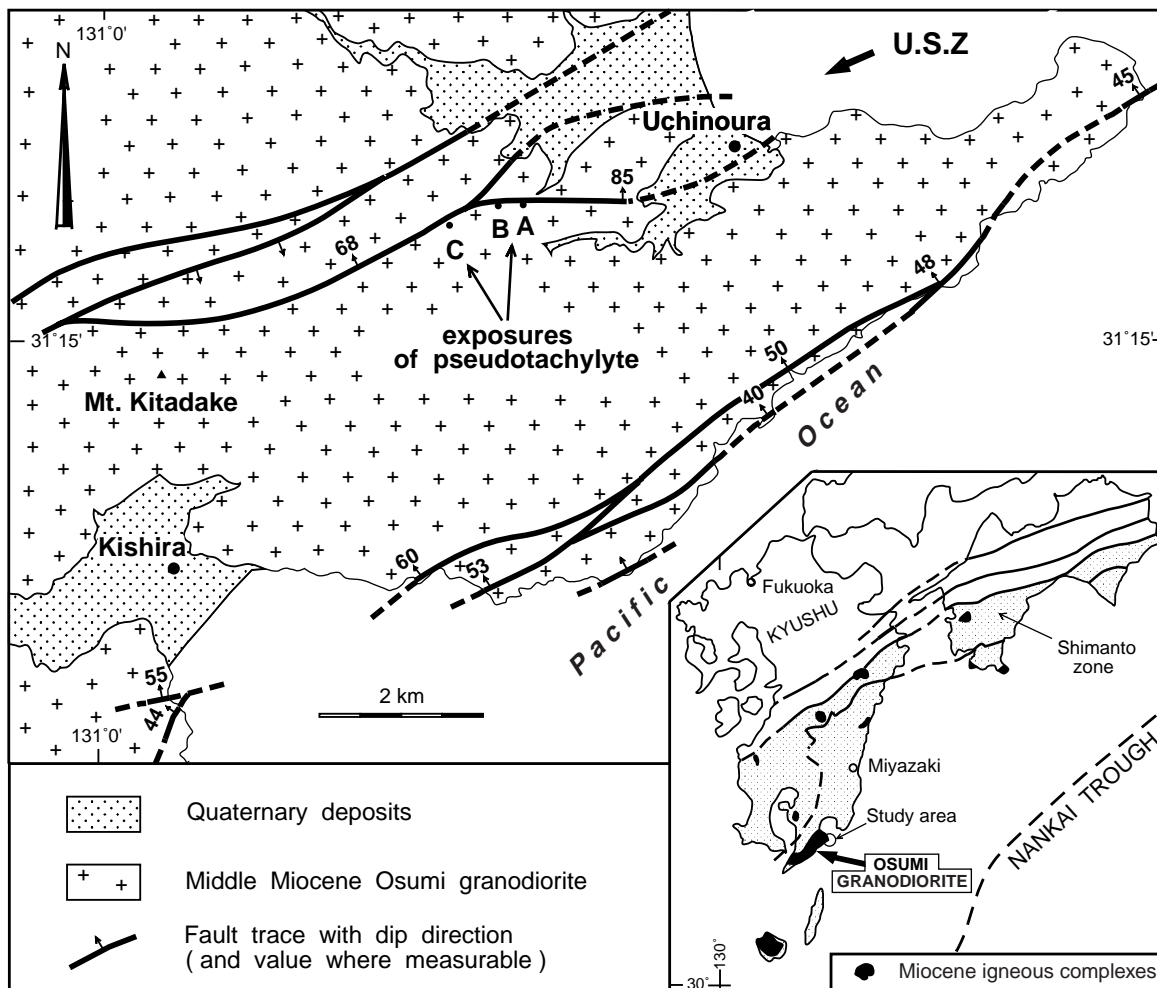 131˚0'
N
U.S.Z
45
Uchinoura
85
B A
C
68
48
exposures
of pseudotachylyte
31˚15'
31˚15'
50
40
Mt. Kitadake
Pacific Ocean
Kishira
60
53
55
44
2 km
131˚0'
Fukuoka
KYUSHU
Shimanto
zone
Miyazaki
Study area
NANKAI TROUGH
OSUMI
GRANODIORITE
30˚
130˚
Miocene igneous complexes
Quaternary deposits
Middle Miocene Osumi granodiorite
Fault trace with dip direction
( and value where measurable )